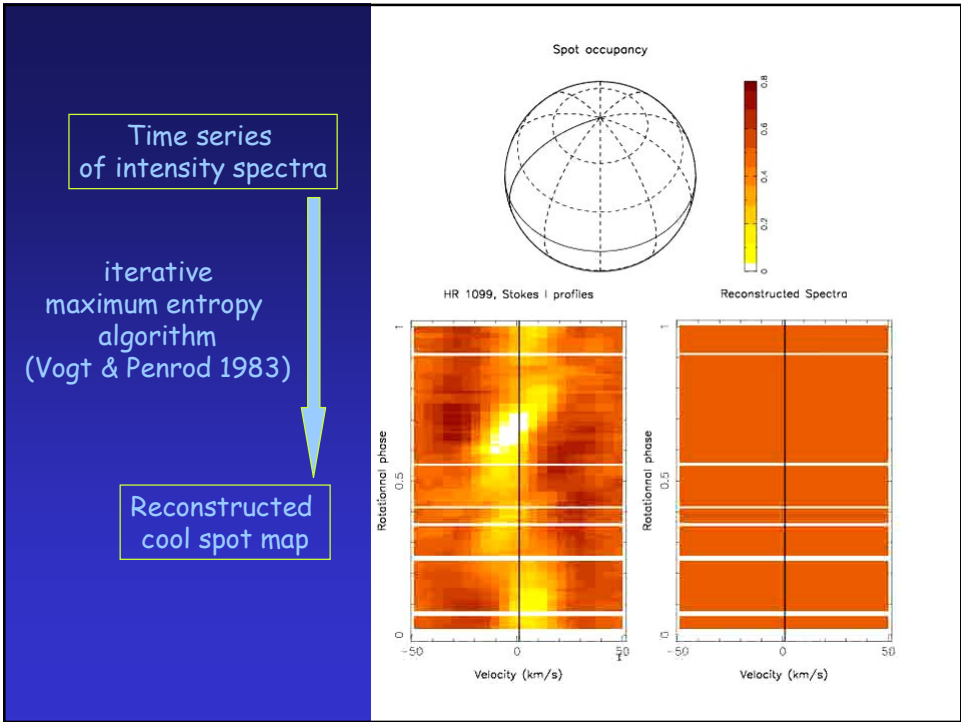 Time series
of intensity spectra
iterative
maximum entropy
algorithm
(Vogt & Penrod 1983)
Reconstructed
cool spot map
Spot occupancy
0.8
0.6
0.4
0.2
0
HR 1099, Stokes I profiles
Rotationnal phase
1
0.5
0
-50
0
50
I
Velocity (km/s)
Reconstructed Spectra
Rotationnal phase
1
0.5
0
-50
0
50
Velocity (km/s)